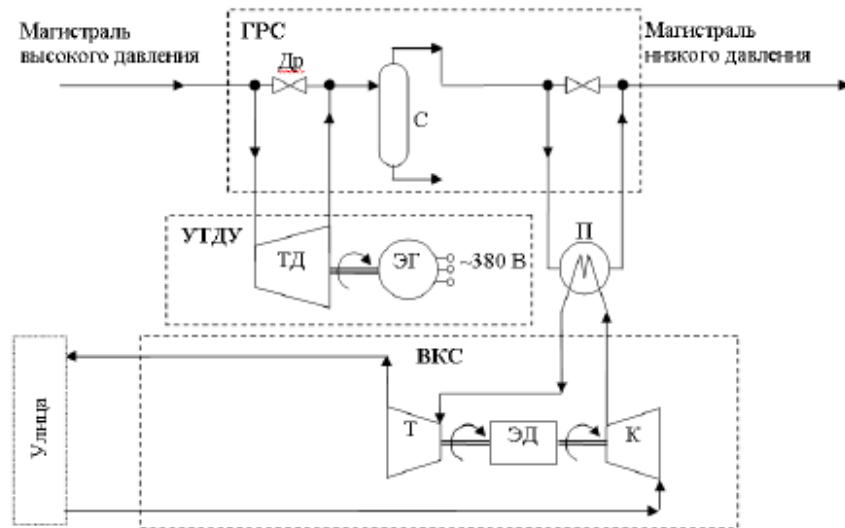 Магистраль
высокого давления
ГРС
Магистраль
низкого давления
Др
С
УТДУ
П
ТД
ЭГ
~380 В
ВКС
Улица
Т
ЭД
К